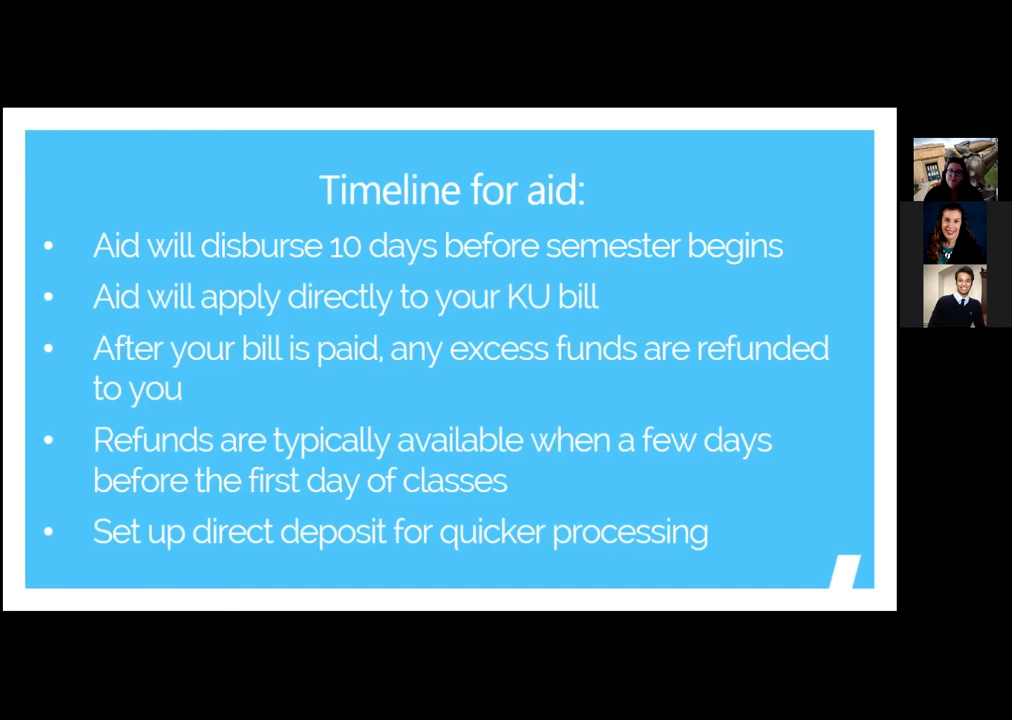 Timeline for aid:
• Aid will disburse 10 days before semester begins
• Aid will apply directly to your KU bill
• After your bill is paid, any excess funds are refunded
to you
• Refunds are typically available when a few days
before the first day of classes
• Set up direct deposit for quicker processing